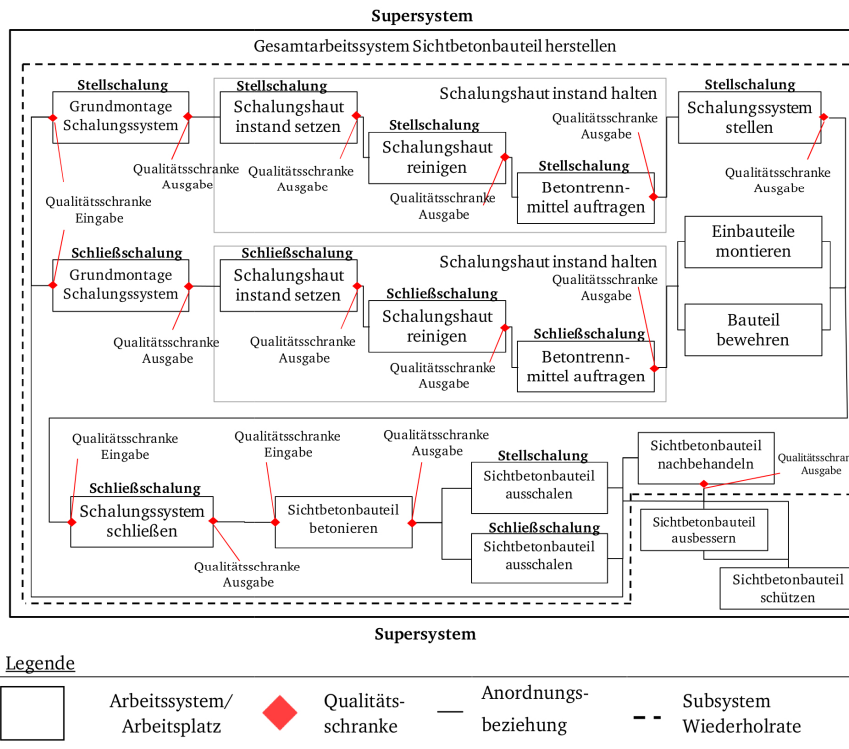 Supersystem
Gesamtarbeitssystem Sichtbetonbauteil herstellen
Stellschalung
Grundmontage
Schalungssystem
Qualitätsschranke
Ausgabe
Stellschalung
Schalungshaut
instand setzen
Qualitätsschranke
Ausgabe
Schalungshaut instand halten
Stellschalung
Schalungshaut
reinigen
Qualitätsschranke
Ausgabe
Qualitätsschranke
Ausgabe
Stellschalung
Betontrenn-
mittel auftragen
Stellschalung
Schalungssystem
stellen
Qualitätsschranke
Ausgabe
Qualitätsschranke
Eingabe
Schließschalung
Grundmontage
Schalungssystem
Qualitätsschranke
Ausgabe
Schließschalung
Schalungshaut
instand setzen
Qualitätsschranke
Ausgabe
Schalungshaut instand halten
Schließschalung
Schalungshaut
reinigen
Qualitätsschranke
Ausgabe
Qualitätsschranke
Ausgabe
Schließschalung
Betontrenn-
mittel auftragen
Einbauteile
montieren
Bauteil
bewehren
Qualitätsschranke
Eingabe
Schließschalung
Schalungssystem
schließen
Qualitätsschranke
Ausgabe
Qualitätsschranke
Eingabe
Sichtbetonbauteil
betonieren
Qualitätsschranke
Ausgabe
Stellschalung
Sichtbetonbauteil
ausschalen
Schließschalung
Sichtbetonbauteil
ausschalen
Sichtbetonbauteil
nachbehandeln
Qualitätsschran
Ausgabe
Sichtbetonbauteil
ausbessern
Sichtbetonbauteil
schützen
Supersystem
Legende
Arbeitssystem/
Arbeitsplatz
Qualitäts-
schranke
Anordnungs-
beziehung
Subsystem
Wiederholrate